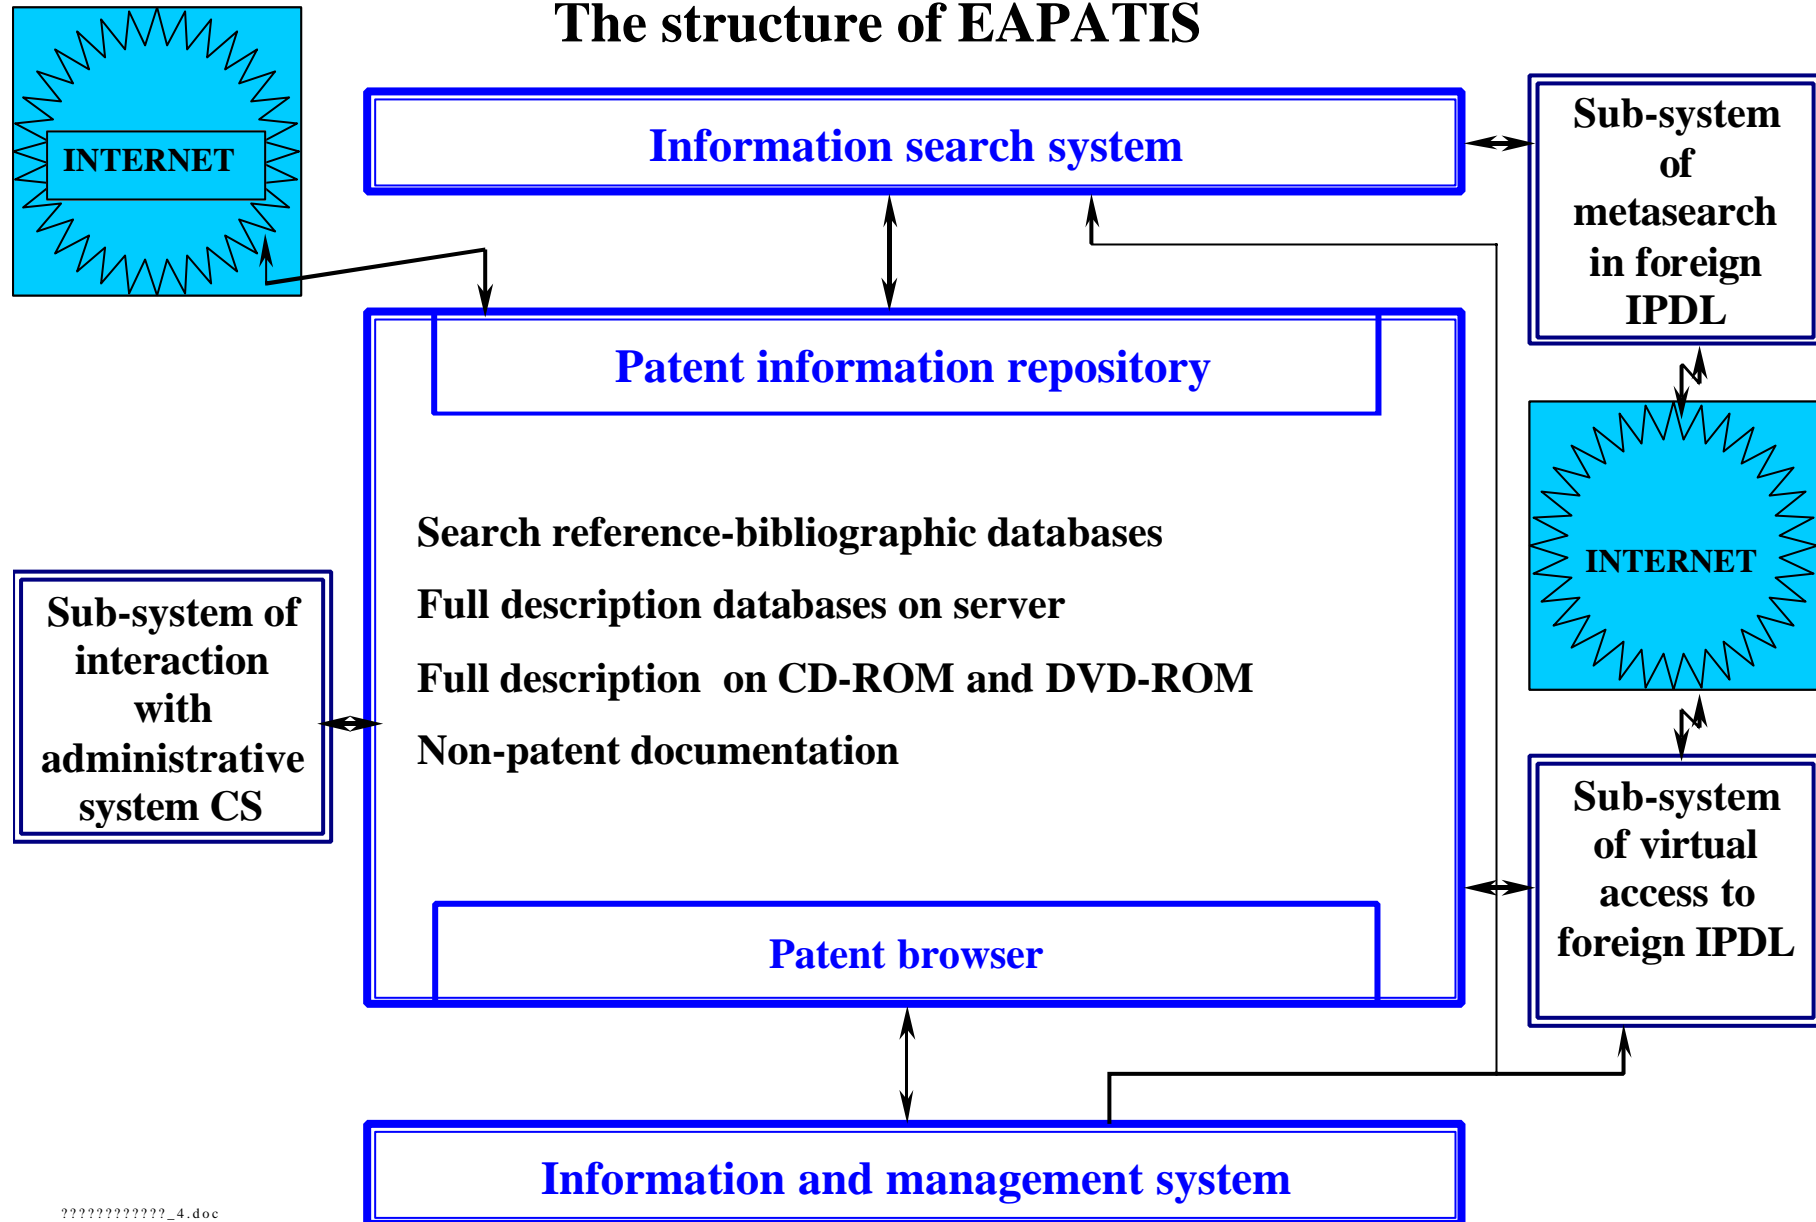 The structure of EAPATIS
INTERNET
Information search system
Sub-system
of
metasearch
in foreign
IPDL
Patent information repository
Search reference-bibliographic databases
Full description databases on server
Full description on CD-ROM and DVD-ROM
Non-patent documentation
INTERNET
Sub-system of
interaction
with
administrative
system CS
Sub-system
of virtual
access to
foreign IPDL
Patent browser
Information and management system
????????????_4.doc